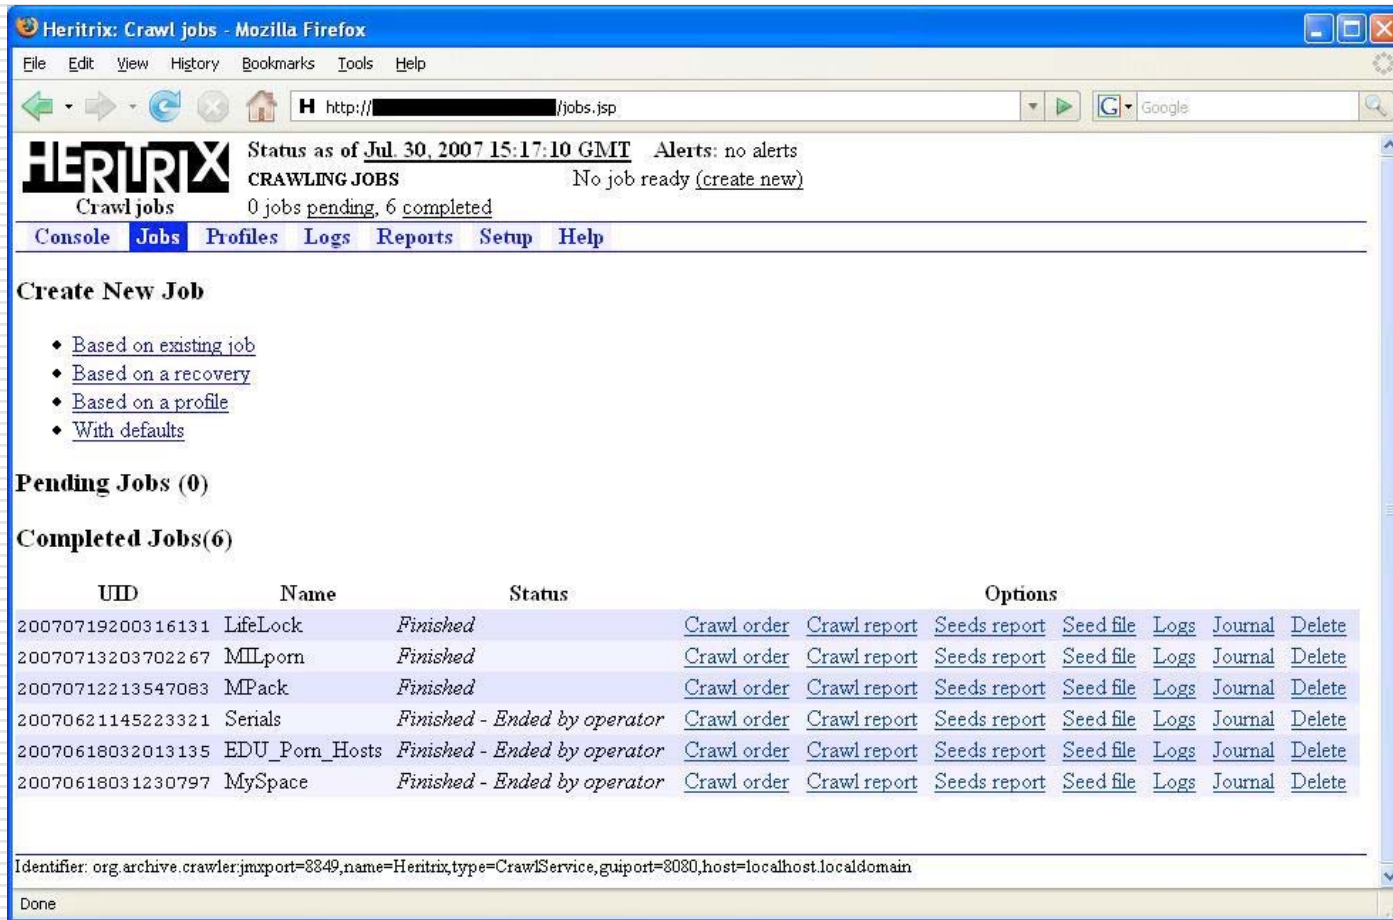 Heritrix: Crawl jobs - Mozilla Firefox
File Edit View History Bookmarks Tools Help
H http:// /jobs.jsp G Google
HERITRIX
Crawl jobs
Status as of Jul. 30, 2007 15:17:10 GMT Alerts: no alerts
CRAWLING JOBS No job ready (create new)
0 jobs pending, 6 completed
Console Jobs Profiles Logs Reports Setup Help
Create New Job
Based on existing job
Based on a recovery
Based on a profile
With defaults
Pending Jobs (0)
Completed Jobs(6)
UID Name Status Options
20070719200316131 LifeLock Finished Crawl order Crawl report Seeds report Seed file Logs Journal Delete
20070713203702267 MILporn Finished Crawl order Crawl report Seeds report Seed file Logs Journal Delete
20070712213547083 MPack Finished Crawl order Crawl report Seeds report Seed file Logs Journal Delete
20070621145223321 Serials Finished - Ended by operator Crawl order Crawl report Seeds report Seed file Logs Journal Delete
20070618032013135 EDU_Porn_Hosts Finished - Ended by operator Crawl order Crawl report Seeds report Seed file Logs Journal Delete
20070618031230797 MySpace Finished - Ended by operator Crawl order Crawl report Seeds report Seed file Logs Journal Delete
Identifier: org.archive.crawler:jmxport=8849,name=Heritrix,type=CrawlService,guiport=8080,host=localhost.localdomain
Done